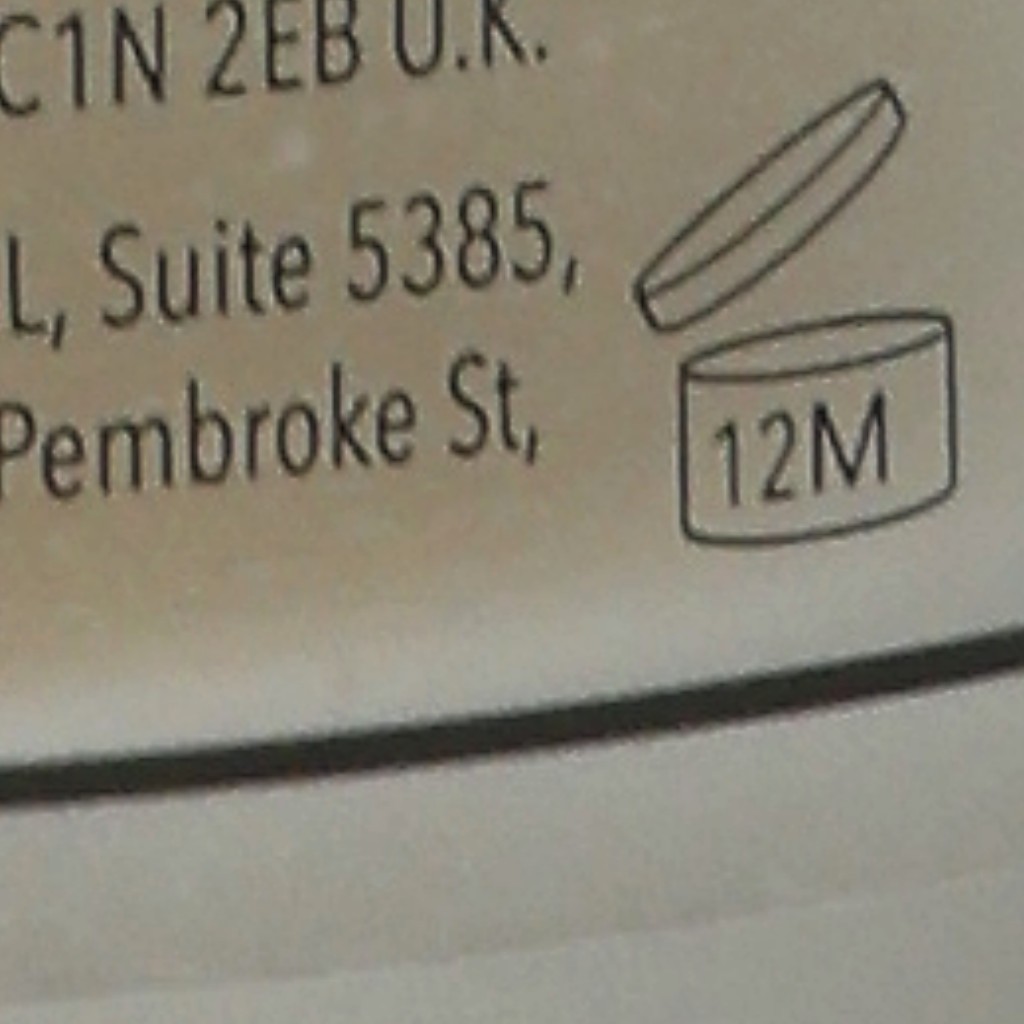 C1N 2EB U.K.
L, Suite 5385,
Pembroke St,
12M